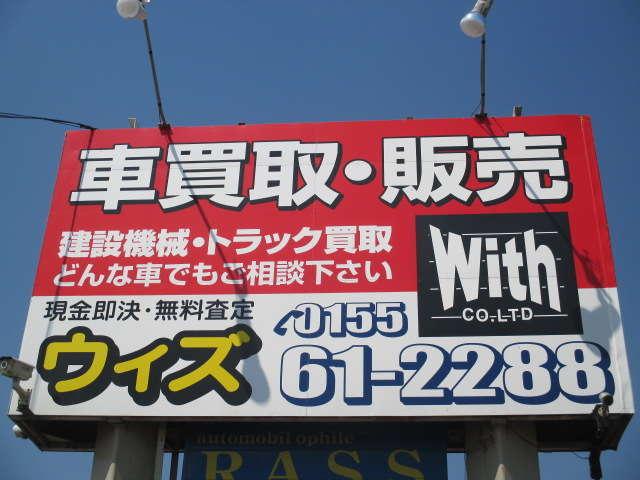 車買取・販売
建設機械・トラック買取
どんな車でもご相談下さい
With
CO.LTD
現金即決・無料査定
ウィズ
0155
61-2288
automobil ophile
RASS